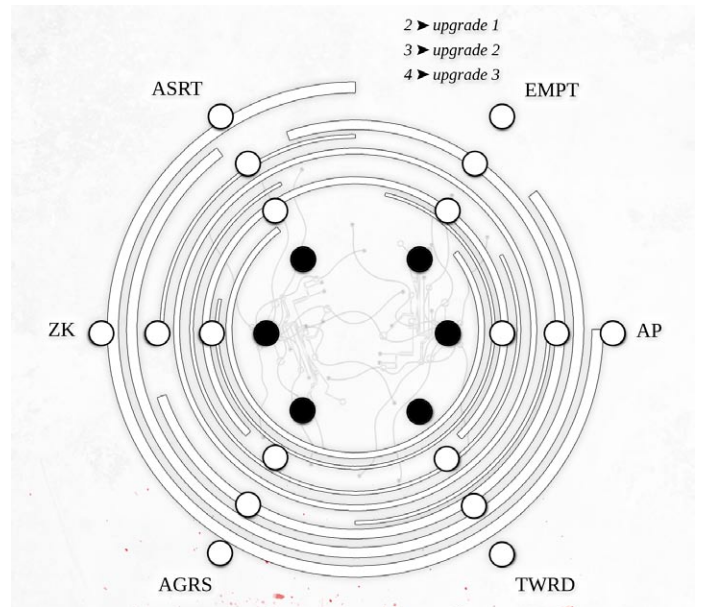 2 ➤ upgrade 1
3 ➤ upgrade 2
4 ➤ upgrade 3
ASRT
EMPT
ZK
AP
AGRS
TWRD